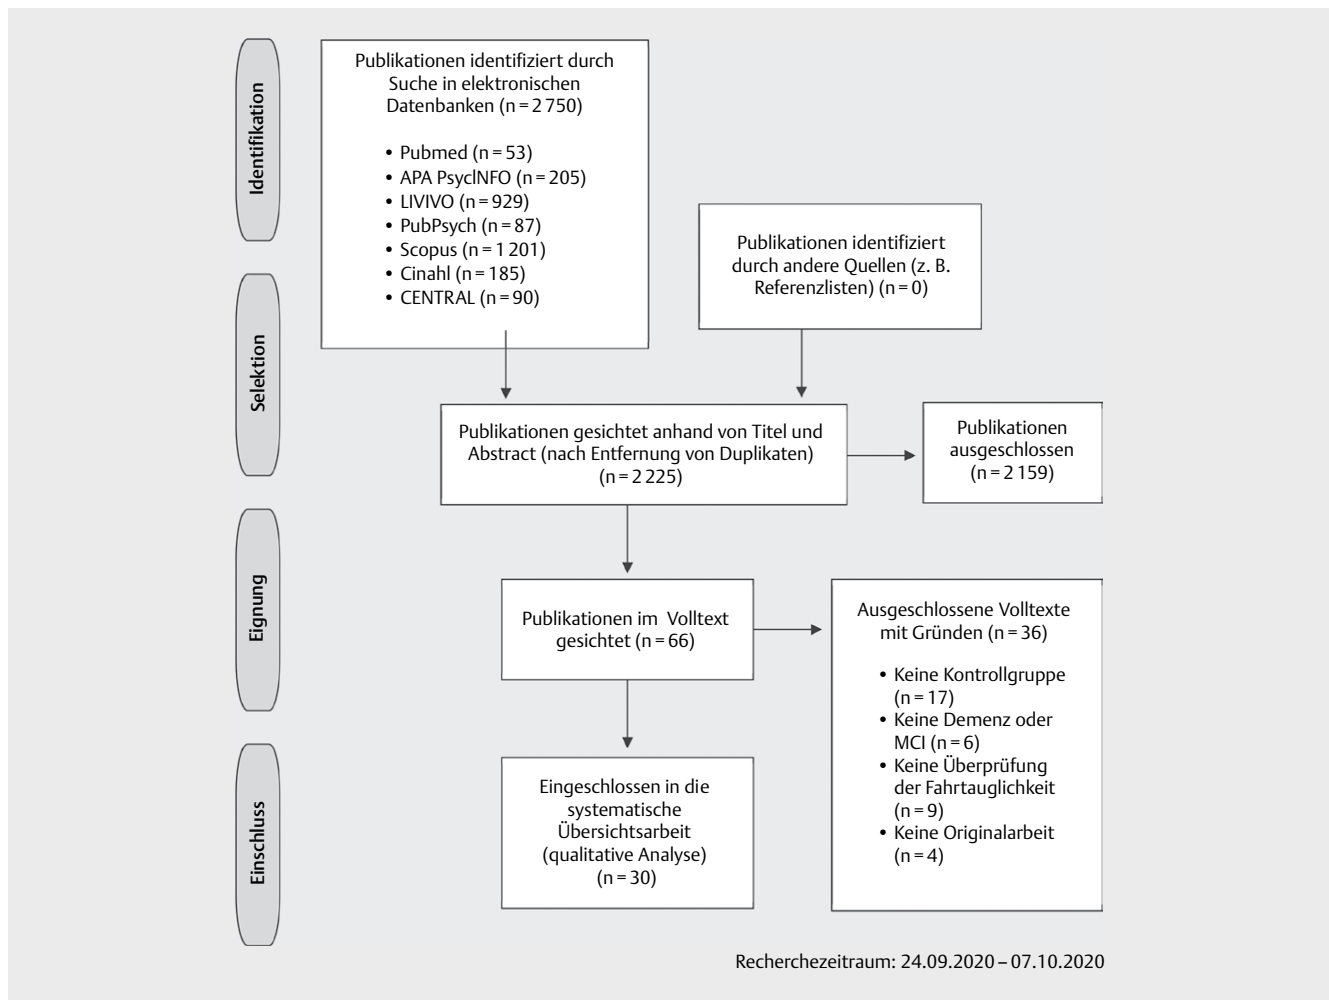 Identifikation
Publikationen identifiziert durch
Suche in elektronischen
Datenbanken (n = 2 750)
• Pubmed (n = 53)
• APA PsycINFO (n = 205)
• LIVIVO (n = 929)
• PubPsych (n = 87)
• Scopus (n = 1 201)
• Cinahl (n = 185)
• CENTRAL (n = 90)
Publikationen identifiziert
durch andere Quellen (z. B.
Referenzlisten) (n = 0)
Selektion
Publikationen gesichtet anhand von Titel und
Abstract (nach Entfernung von Duplikaten)
(n = 2 225)
Publikationen
ausgeschlossen
(n = 2 159)
Eignung
Publikationen im Volltext
gesichtet (n = 66)
Ausgeschlossene Volltexte
mit Gründen (n = 36)
• Keine Kontrollgruppe
(n = 17)
• Keine Demenz oder
MCI (n = 6)
• Keine Überprüfung
der Fahrtauglichkeit
(n = 9)
• Keine Originalarbeit
(n = 4)
Einschluss
Eingeschlossen in die
systematische
Übersichtsarbeit
(qualitative Analyse)
(n = 30)
Recherchezeitraum: 24.09.2020 – 07.10.2020